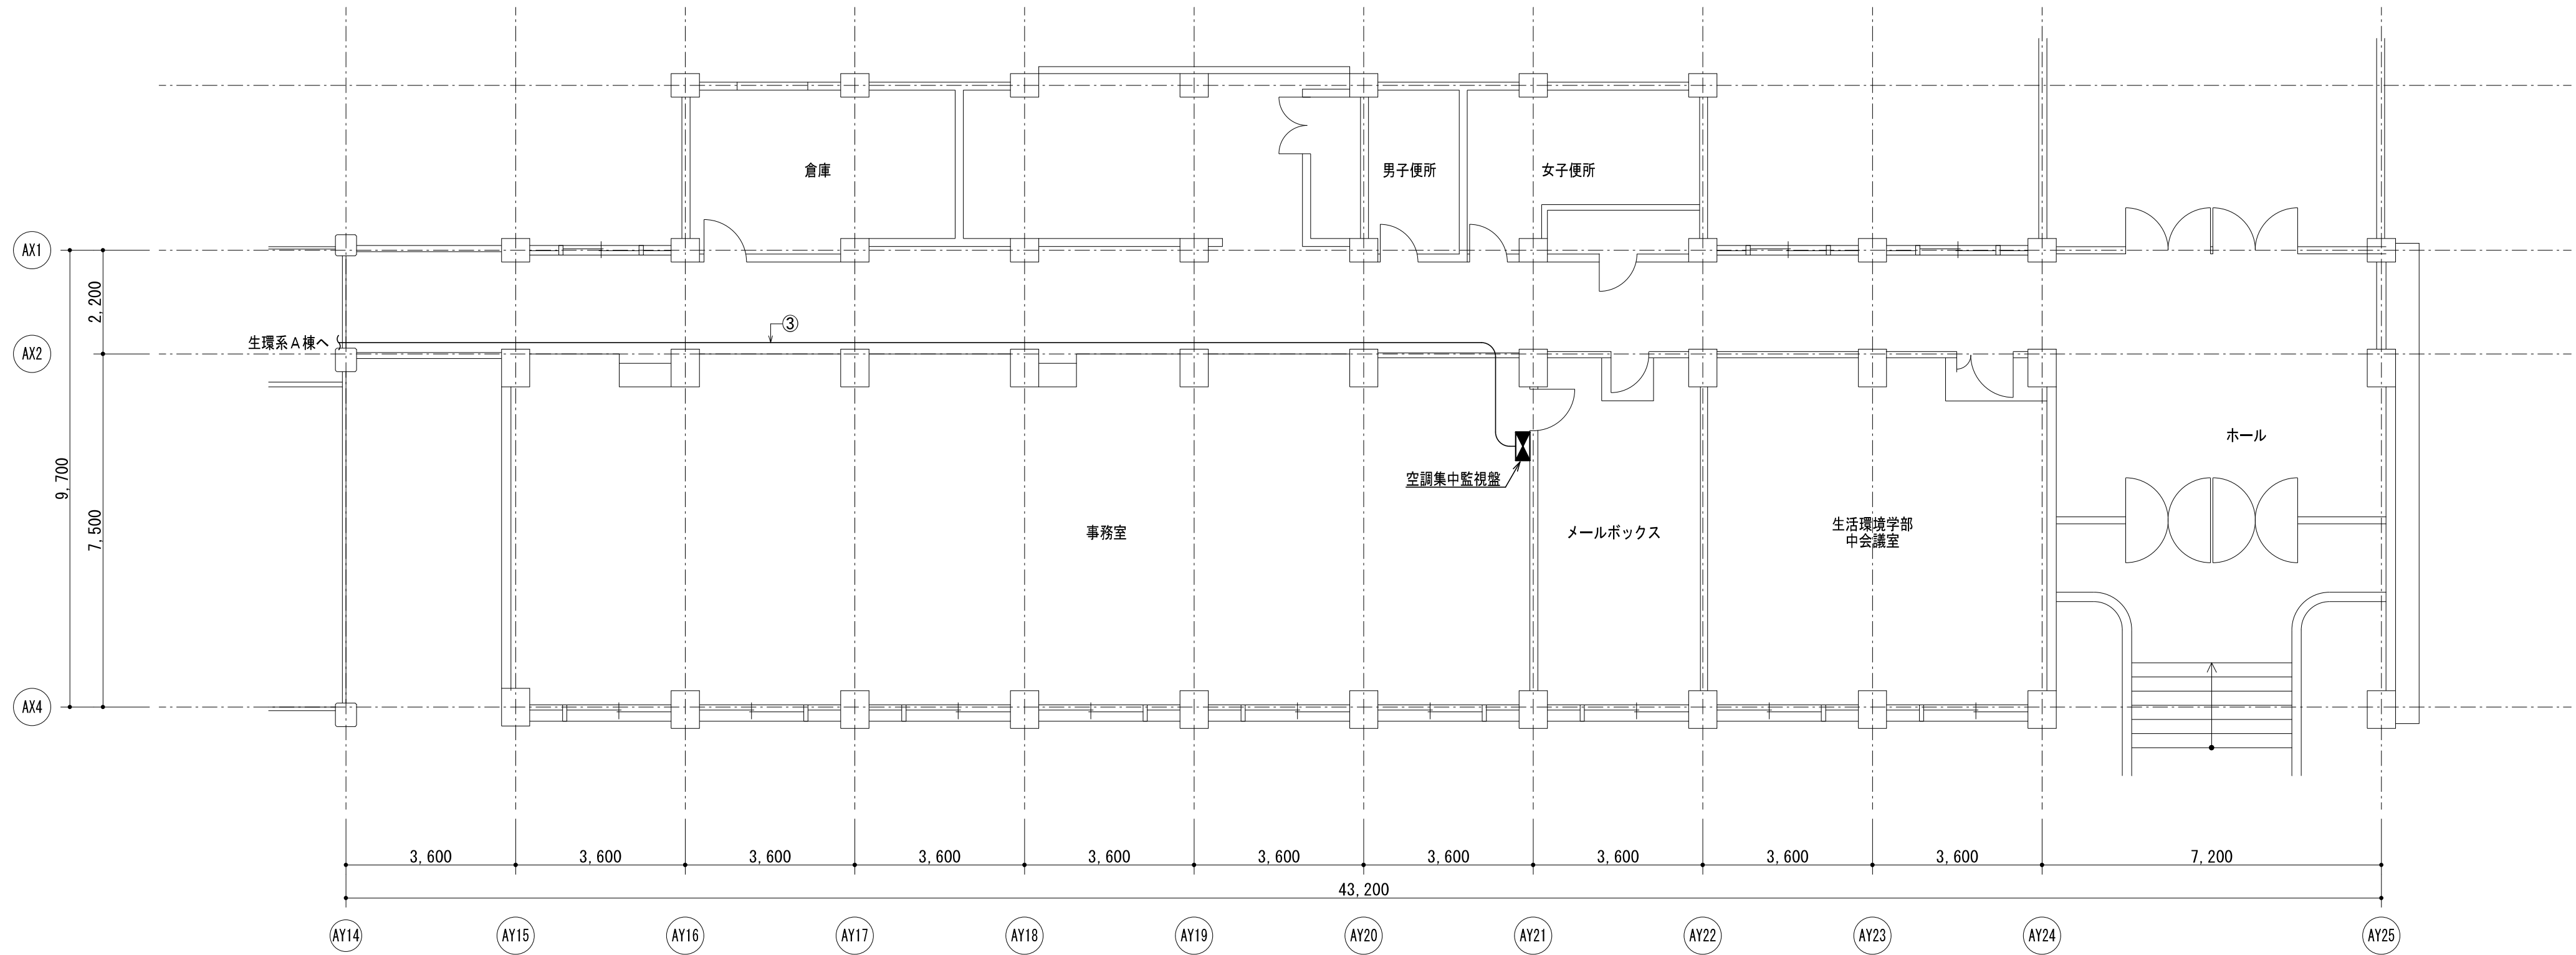 倉庫
男子便所
女子便所
AX1
2,200
③
生環系A棟へ
AX2
ホール
9,700
空調集中監視盤
7,500
事務室
メールボックス
生活環境学部
中会議室
AX4
3,600
3,600
3,600
3,600
3,600
3,600
3,600
3,600
3,600
3,600
7,200
43,200
AY14
AY15
AY16
AY17
AY18
AY19
AY20
AY21
AY22
AY23
AY24
AY25